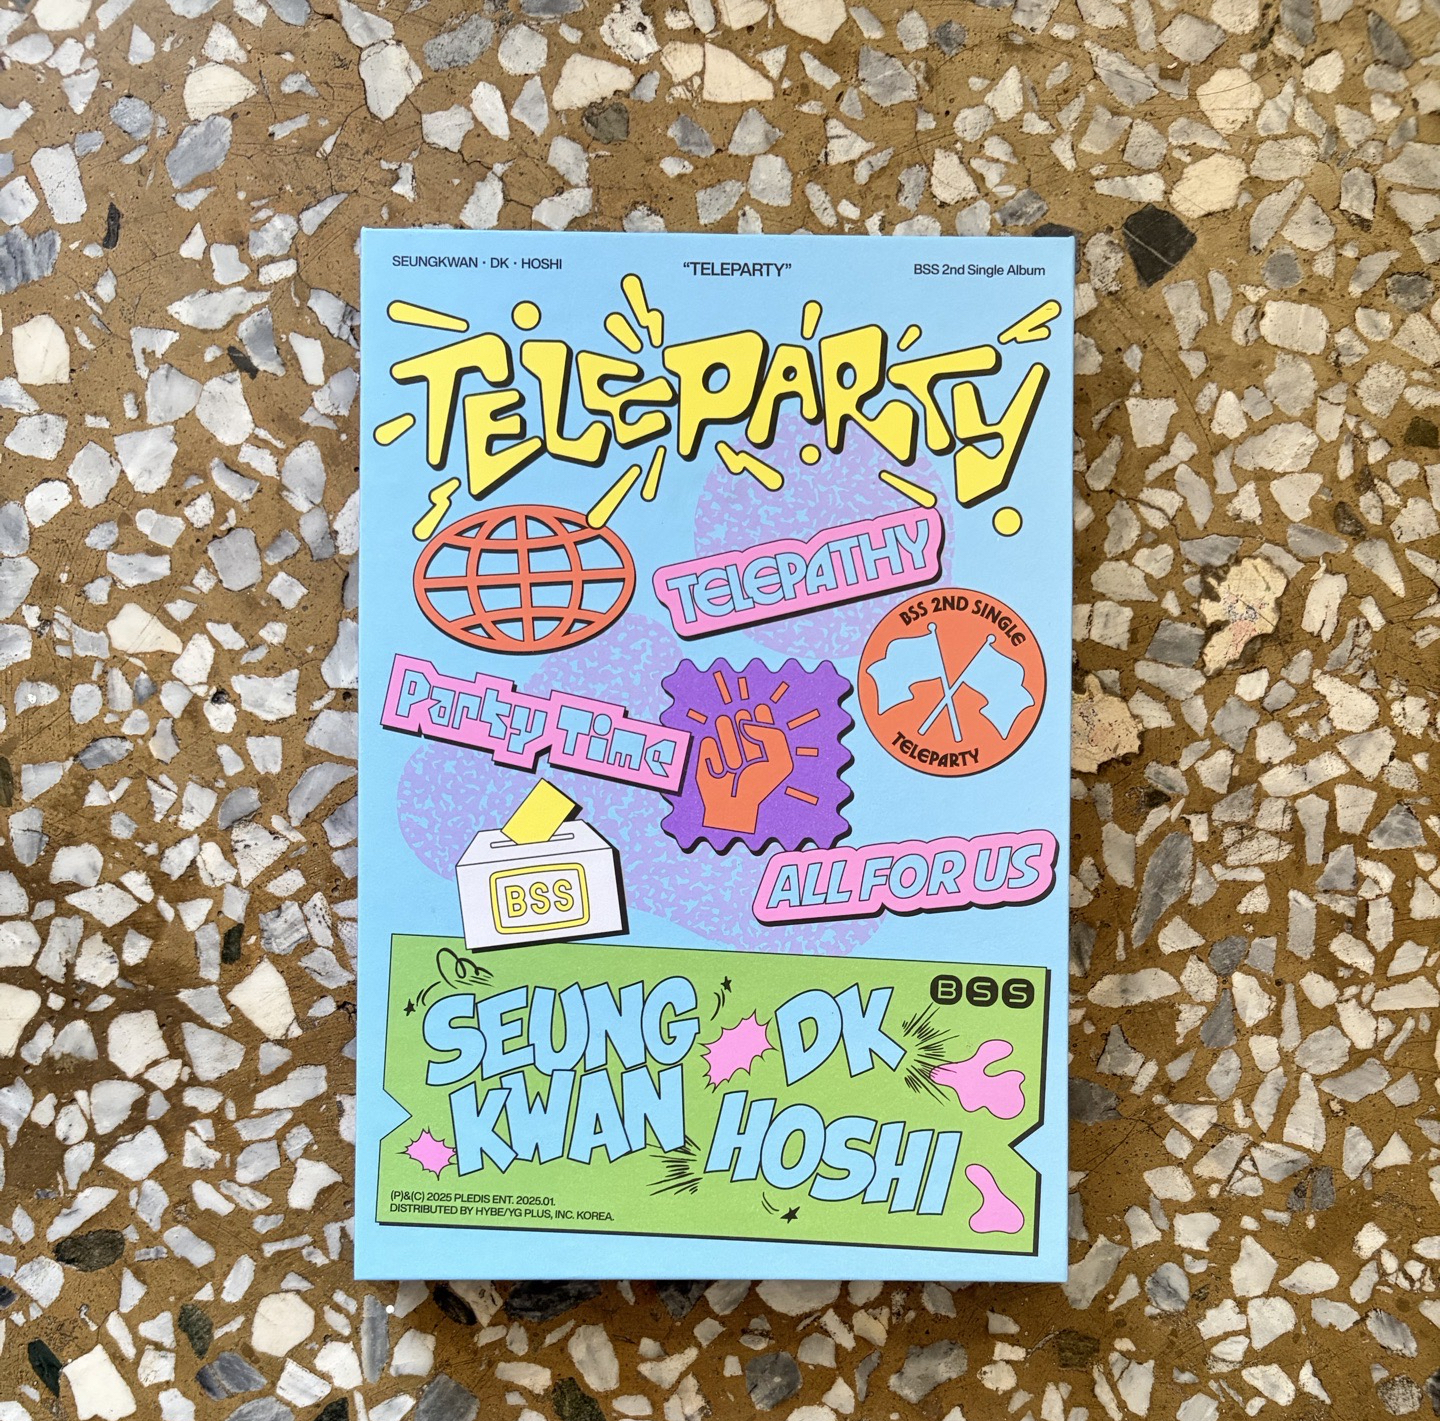 SEUNGKWAN · DK · HOSHI
“TELEPARTY”
BSS 2nd Single Album
TELEPARTY
TELEPATHY
BSS 2ND SINGLE
TELEPARTY
Party Time
BSS
ALL FOR US
BSS
SEUNG
KWAN
DK
HOSHI
(P)&(C) 2025 PLEDIS ENT. 2025.01.
DISTRIBUTED BY HYBE/YG PLUS, INC. KOREA.